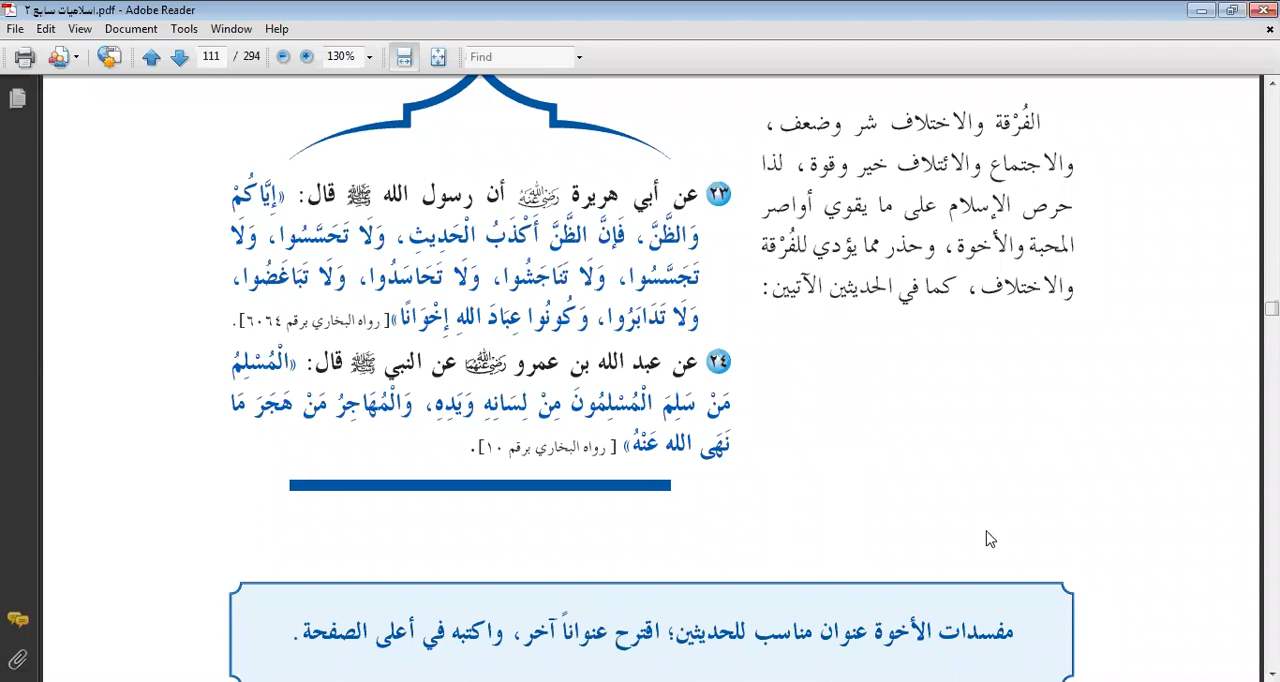 اسلاميات سابع ٢.pdf - Adobe Reader
File Edit View Document Tools Window Help
111 / 294 130% Find
الفُرْقة والاختلاف شر وضعف،
والاجتماع والائتلاف خير وقوة، لذا
حرص الإسلام على ما يقوي أواصر
المحبة والأخوة، وحذر مما يؤدي للفُرْقة
والاختلاف، كما في الحديثين الآتيين:
٢٣ عن أبي هريرة رضي الله عنه أن رسول الله ﷺ قال: «إِيَّاكُمْ
وَالظَّنَّ، فَإِنَّ الظَّنَّ أَكْذَبُ الْحَدِيثِ، وَلَا تَحَسَّسُوا، وَلَا
تَجَسَّسُوا، وَلَا تَنَاجَشُوا، وَلَا تَحَاسَدُوا، وَلَا تَبَاغَضُوا،
وَلَا تَدَابَرُوا، وَكُونُوا عِبَادَ اللهِ إِخْوَانًا» [رواه البخاري برقم ٦٠٦٤].
٢٤ عن عبد الله بن عمرو رضي الله عنهما عن النبي ﷺ قال: «الْمُسْلِمُ
مَنْ سَلِمَ الْمُسْلِمُونَ مِنْ لِسَانِهِ وَيَدِهِ، وَالْمُهَاجِرُ مَنْ هَجَرَ مَا
نَهَى الله عَنْهُ» [رواه البخاري برقم ١٠].
مفسدات الأخوة عنوان مناسب للحديثين؛ اقترح عنواناً آخر، واكتبه في أعلى الصفحة.